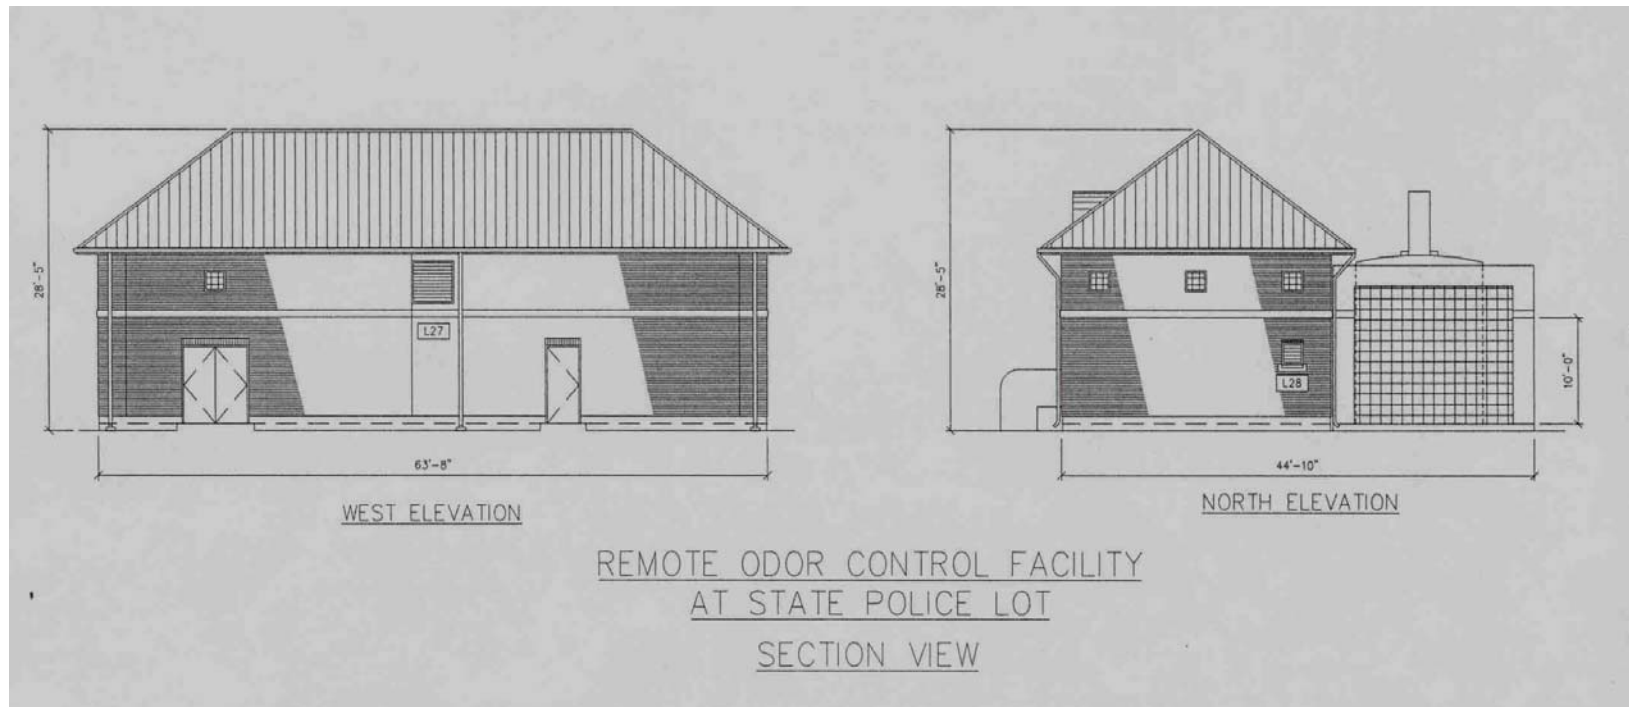 28'-5"
L27
63'-8"
WEST ELEVATION
28'-5"
L28
10'-0"
44'-10"
NORTH ELEVATION
REMOTE ODOR CONTROL FACILITY
AT STATE POLICE LOT
SECTION VIEW